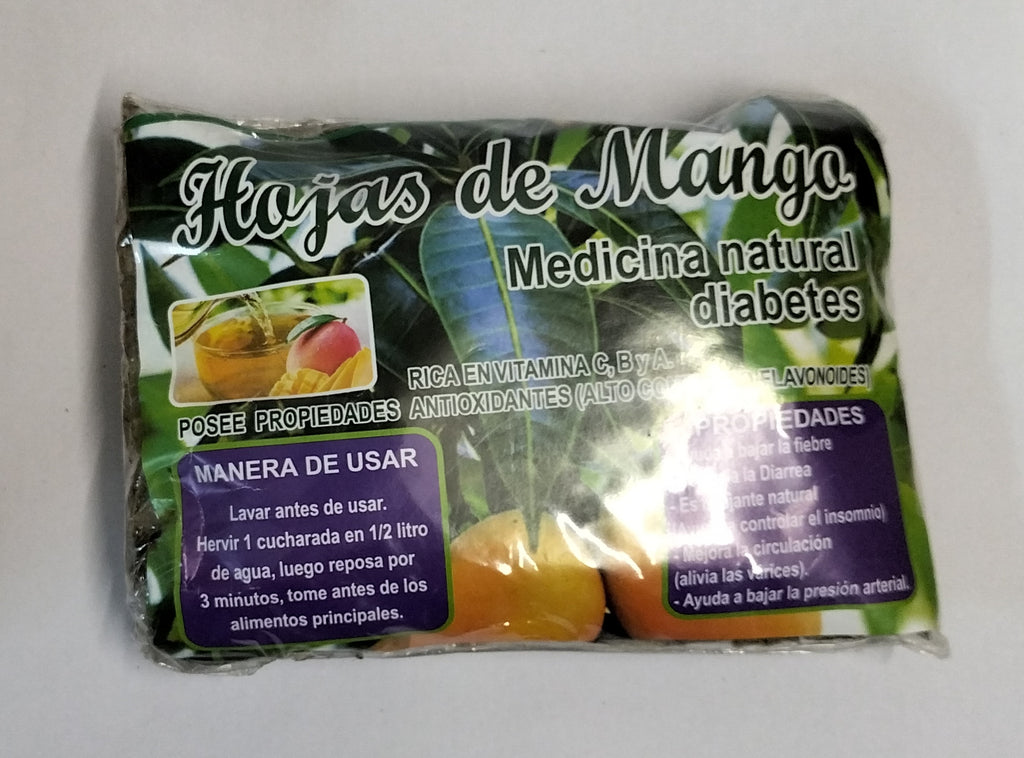 Hojas de Mango
Medicina natural
diabetes
RICA EN VITAMINA C, B y A.
POSEE PROPIEDADES ANTIOXIDANTES (ALTO FLAVONOIDES)
MANERA DE USAR
Lavar antes de usar.
Hervir 1 cucharada en 1/2 litro
de agua, luego reposa por
3 minutos, tome antes de los
alimentos principales.
PROPIEDADES
bajar la fiebre
la Diarrea
- Es natural
controlar el insomnio)
- Mejora la circulación
(alivia las varices).
- Ayuda a bajar la presión arterial.